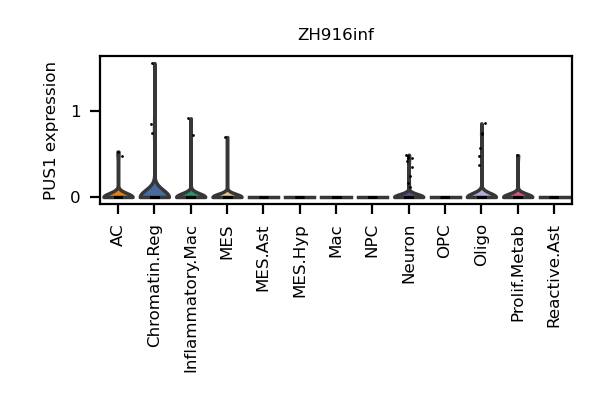 ZH916inf
PUS1 expression
1
0
AC
Chromatin.Reg
Inflammatory.Mac
MES
MES.Ast
MES.Hyp
Mac
NPC
Neuron
OPC
Oligo
Prolif.Metab
Reactive.Ast